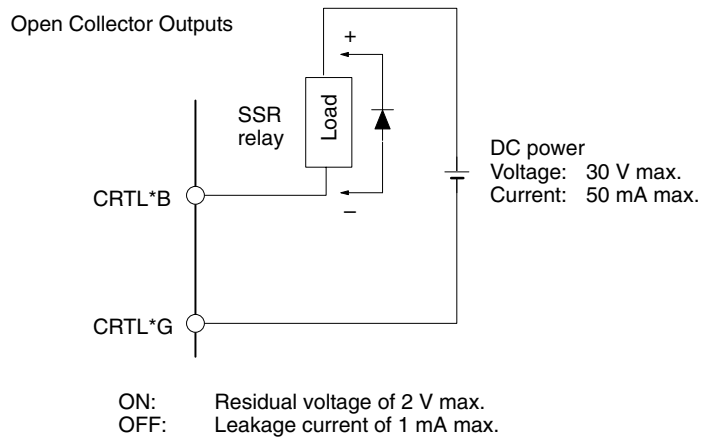 Open Collector Outputs
+
SSR
relay
Load
DC power
Voltage: 30 V max.
Current: 50 mA max.
CRTL*B
–
CRTL*G
ON: Residual voltage of 2 V max.
OFF: Leakage current of 1 mA max.